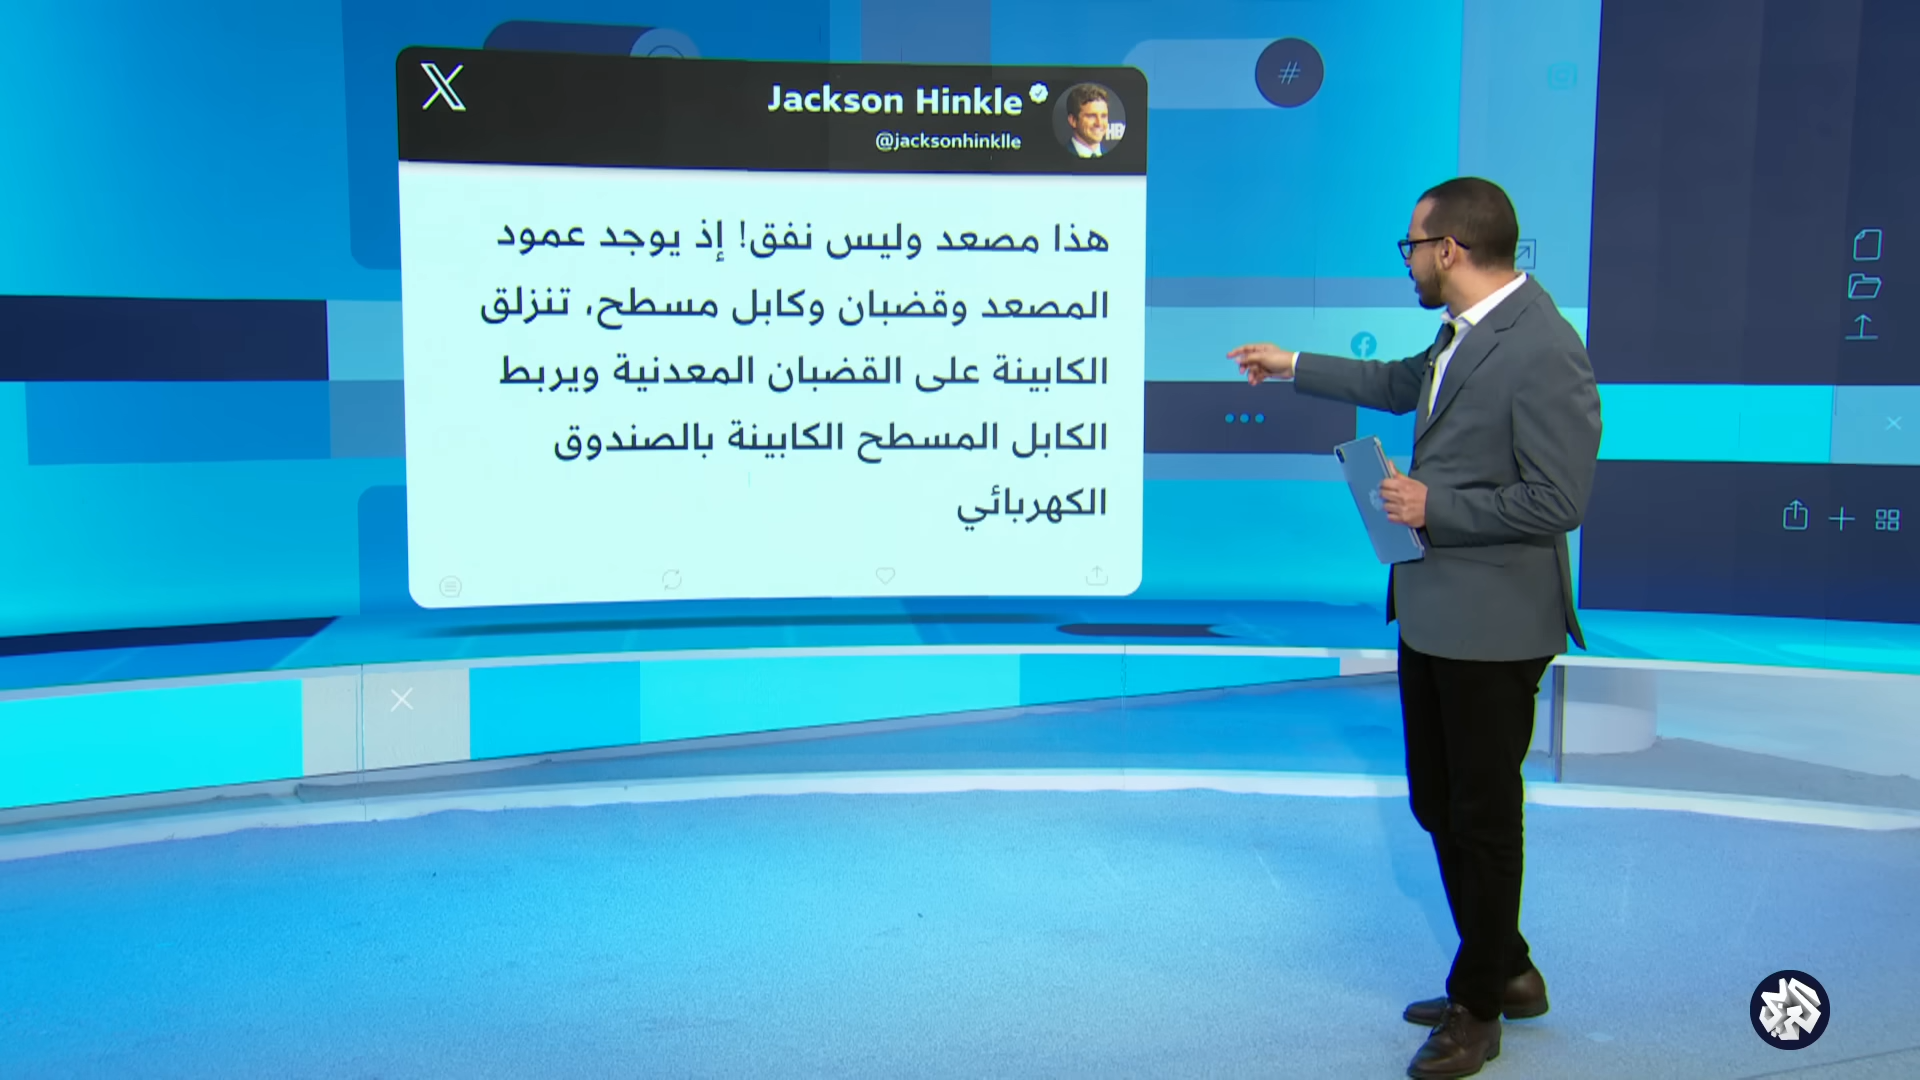 Jackson Hinkle
@jacksonhinklle
هذا مصعد وليس نفق! إذ يوجد عمود
المصعد وقضبان وكابل مسطح، تنزلق
الكابينة على القضبان المعدنية ويربط
الكابل المسطح الكابينة بالصندوق
الكهربائي
HB
#